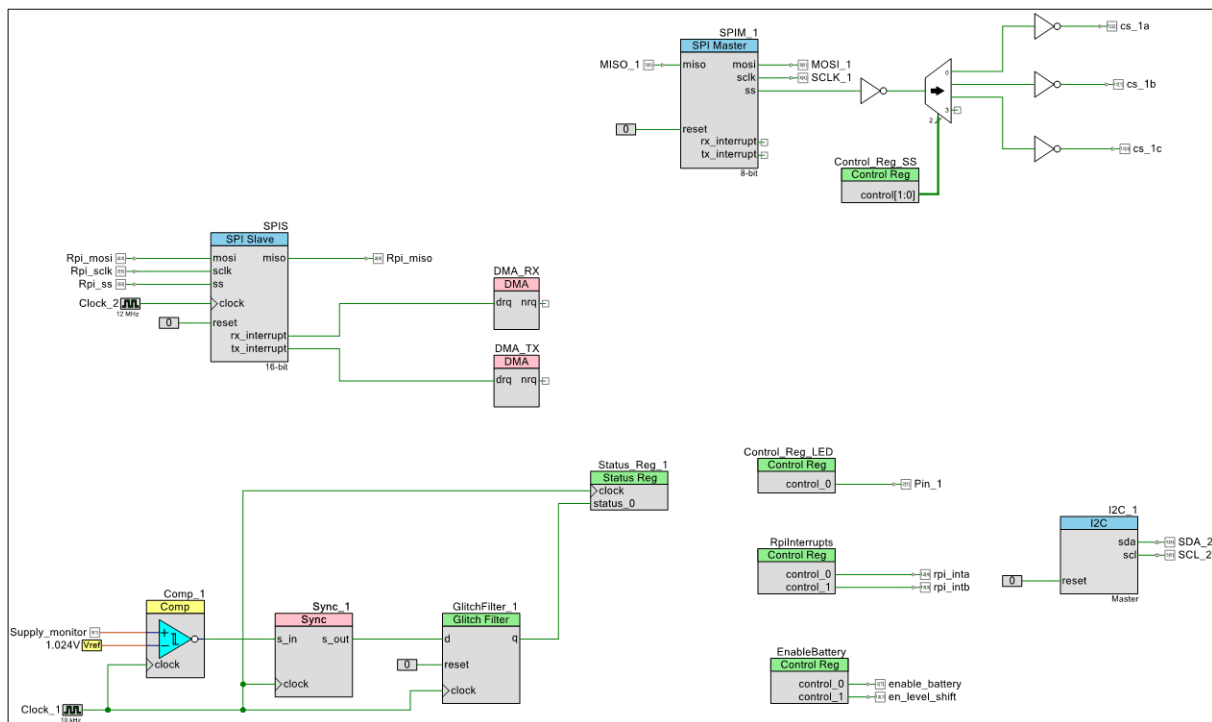 SPIM_1
SPI Master
MISO_1
miso
mosi
MOSI_1
sclk
SCLK_1
ss
0
reset
rx_interrupt
tx_interrupt
8-bit
0
3
2
cs_1a
cs_1b
cs_1c
Control_Reg_SS
Control Reg
control[1:0]
SPIS
SPI Slave
Rpi_mosi
mosi
miso
Rpi_miso
Rpi_sclk
sclk
Rpi_ss
ss
Clock_2
clock
12 MHz
0
reset
rx_interrupt
tx_interrupt
16-bit
DMA_RX
DMA
drq
nrq
DMA_TX
DMA
drq
nrq
Status_Reg_1
Status Reg
clock
status_0
Comp_1
Comp
Supply_monitor
1.024V
Vref
+
−
clock
Clock_1
Sync_1
Sync
s_in
s_out
clock
GlitchFilter_1
Glitch Filter
d
q
0
reset
clock
Control_Reg_LED
Control Reg
control_0
Pin_1
RpiInterrupts
Control Reg
control_0
rpi_inta
control_1
rpi_intb
EnableBattery
Control Reg
control_0
enable_battery
control_1
en_level_shift
I2C_1
I2C
sda
SDA_2
scl
SCL_2
0
reset
Master